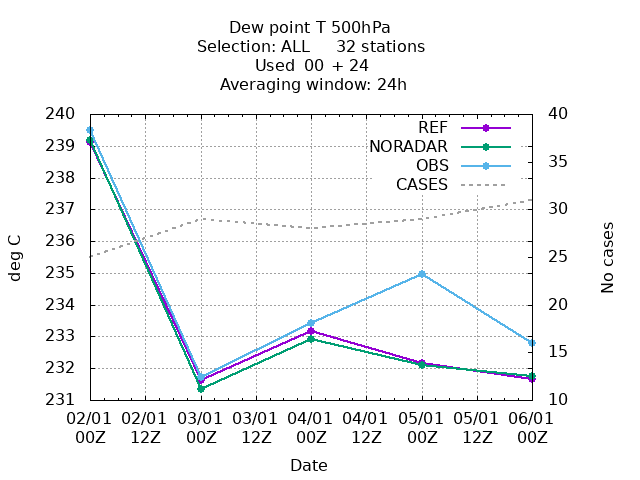 Dew point T 500hPa
Selection: ALL     32 stations
Used  00 + 24
Averaging window: 24h
240
239
238
237
236
235
234
233
232
231
deg C
40
35
30
25
20
15
10
No cases
REF
NORADAR
OBS
CASES
02/01 02/01 03/01 03/01 04/01 04/01 05/01 05/01 06/01
00Z 12Z 00Z 12Z 00Z 12Z 00Z 12Z 00Z
Date